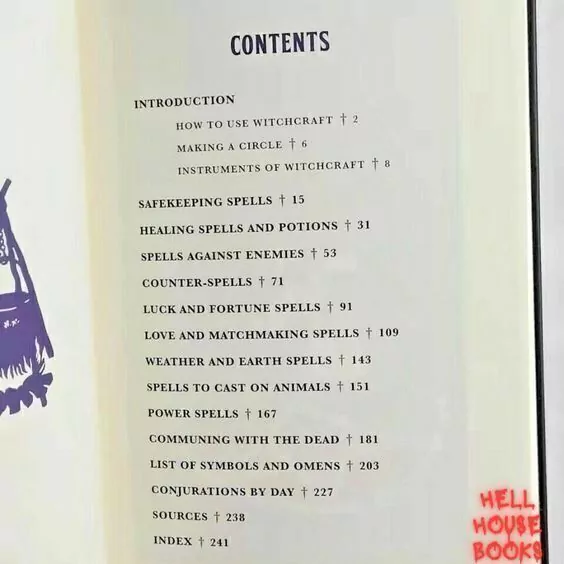 CONTENTS
INTRODUCTION
HOW TO USE WITCHCRAFT † 2
MAKING A CIRCLE † 6
INSTRUMENTS OF WITCHCRAFT † 8
SAFEKEEPING SPELLS † 15
HEALING SPELLS AND POTIONS † 31
SPELLS AGAINST ENEMIES † 53
COUNTER-SPELLS † 71
LUCK AND FORTUNE SPELLS † 91
LOVE AND MATCHMAKING SPELLS † 109
WEATHER AND EARTH SPELLS † 143
SPELLS TO CAST ON ANIMALS † 151
POWER SPELLS † 167
COMMUNING WITH THE DEAD † 181
LIST OF SYMBOLS AND OMENS † 203
CONJURATIONS BY DAY † 227
SOURCES † 238
INDEX † 241
HELL
HOUSE
BOOKS